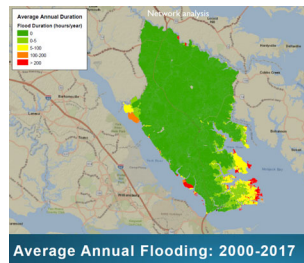 Network analysis
Average Annual Duration
Flood Duration (hours/year)
0
0-5
5-100
100-200
> 200
Williamsburg
Average Annual Flooding: 2000-2017